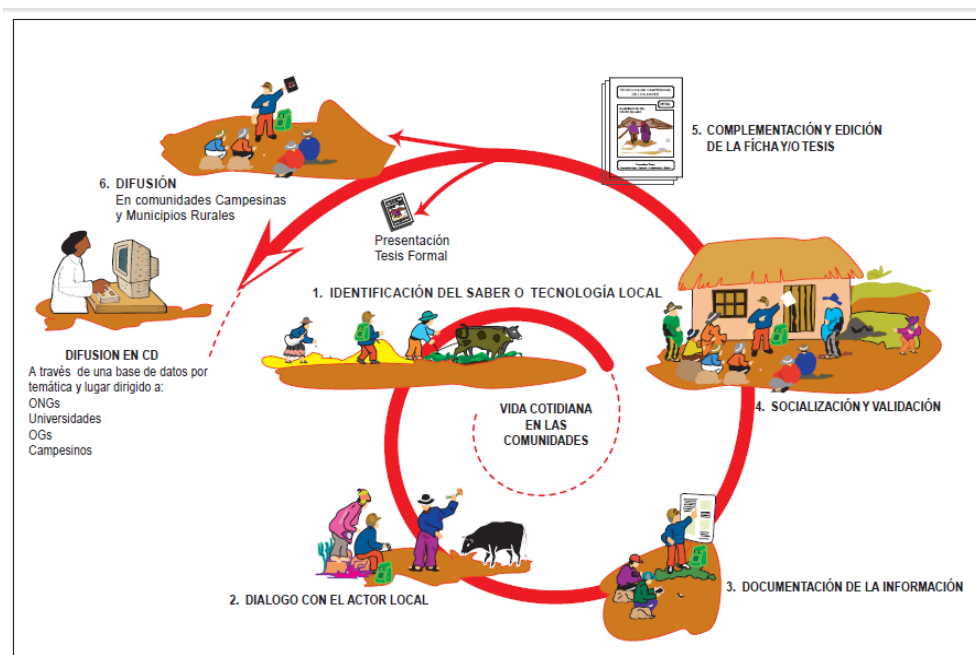 5. COMPLEMENTACIÓN Y EDICIÓN
DE LA FÍCHA Y/O TESIS
6. DIFUSIÓN
En comunidades Campesinas
y Municipios Rurales
Presentación
Tesis Formal
1. IDENTIFICACIÓN DEL SABER O TECNOLOGÍA LOCAL
DIFUSION EN CD
A través de una base de datos por
temática y lugar dirigido a:
ONGs
Universidades
OGs
Campesinos
VIDA COTIDIANA
EN LAS
COMUNIDADES
4. SOCIALIZACIÓN Y VALIDACIÓN
2. DIALOGO CON EL ACTOR LOCAL
3. DOCUMENTACIÓN DE LA INFORMACIÓN